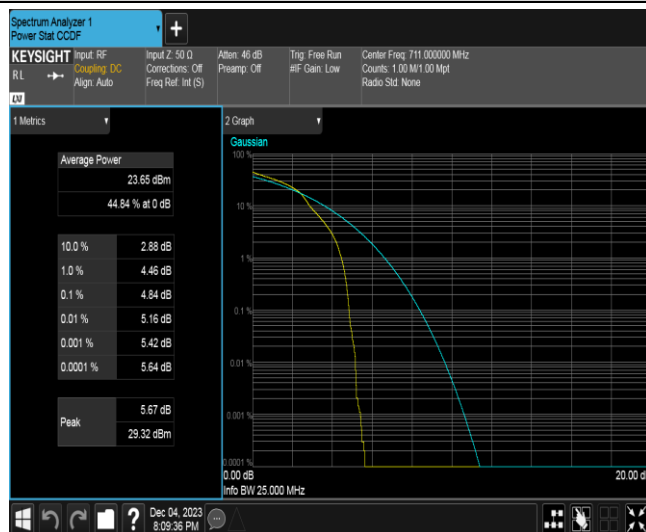 Spectrum Analyzer 1
Power Stat CCDF
+
KEYSIGHT
RL
LXI
Input: RF
Coupling: DC
Align: Auto
Input Z: 50 Ω
Corrections: Off
Freq Ref: Int (S)
Atten: 46 dB
Preamp: Off
Trig: Free Run
#IF Gain: Low
Center Freq: 711.000000 MHz
Counts: 1.00 M/1.00 Mpt
Radio Std: None
1 Metrics
Average Power
23.65 dBm
44.84 % at 0 dB
10.0 % 2.88 dB
1.0 % 4.46 dB
0.1 % 4.84 dB
0.01 % 5.16 dB
0.001 % 5.42 dB
0.0001 % 5.64 dB
Peak
5.67 dB
29.32 dBm
2 Graph
Gaussian
100 %
10 %
1 %
0.1 %
0.01 %
0.001 %
0.0001 %
0.00 dB
20.00 d
Info BW 25.000 MHz
?
Dec 04, 2023
8:09:36 PM